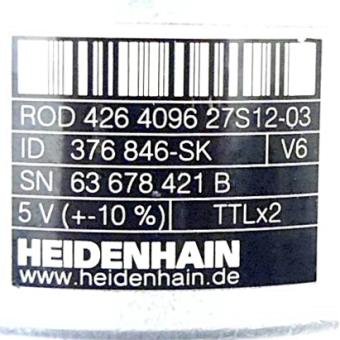 ROD 426 4096 27S12-03
ID 376 846-SK V6
SN 63 678 421 B
5 V (+-10 %) TTLx2
HEIDENHAIN
www.heidenhain.de